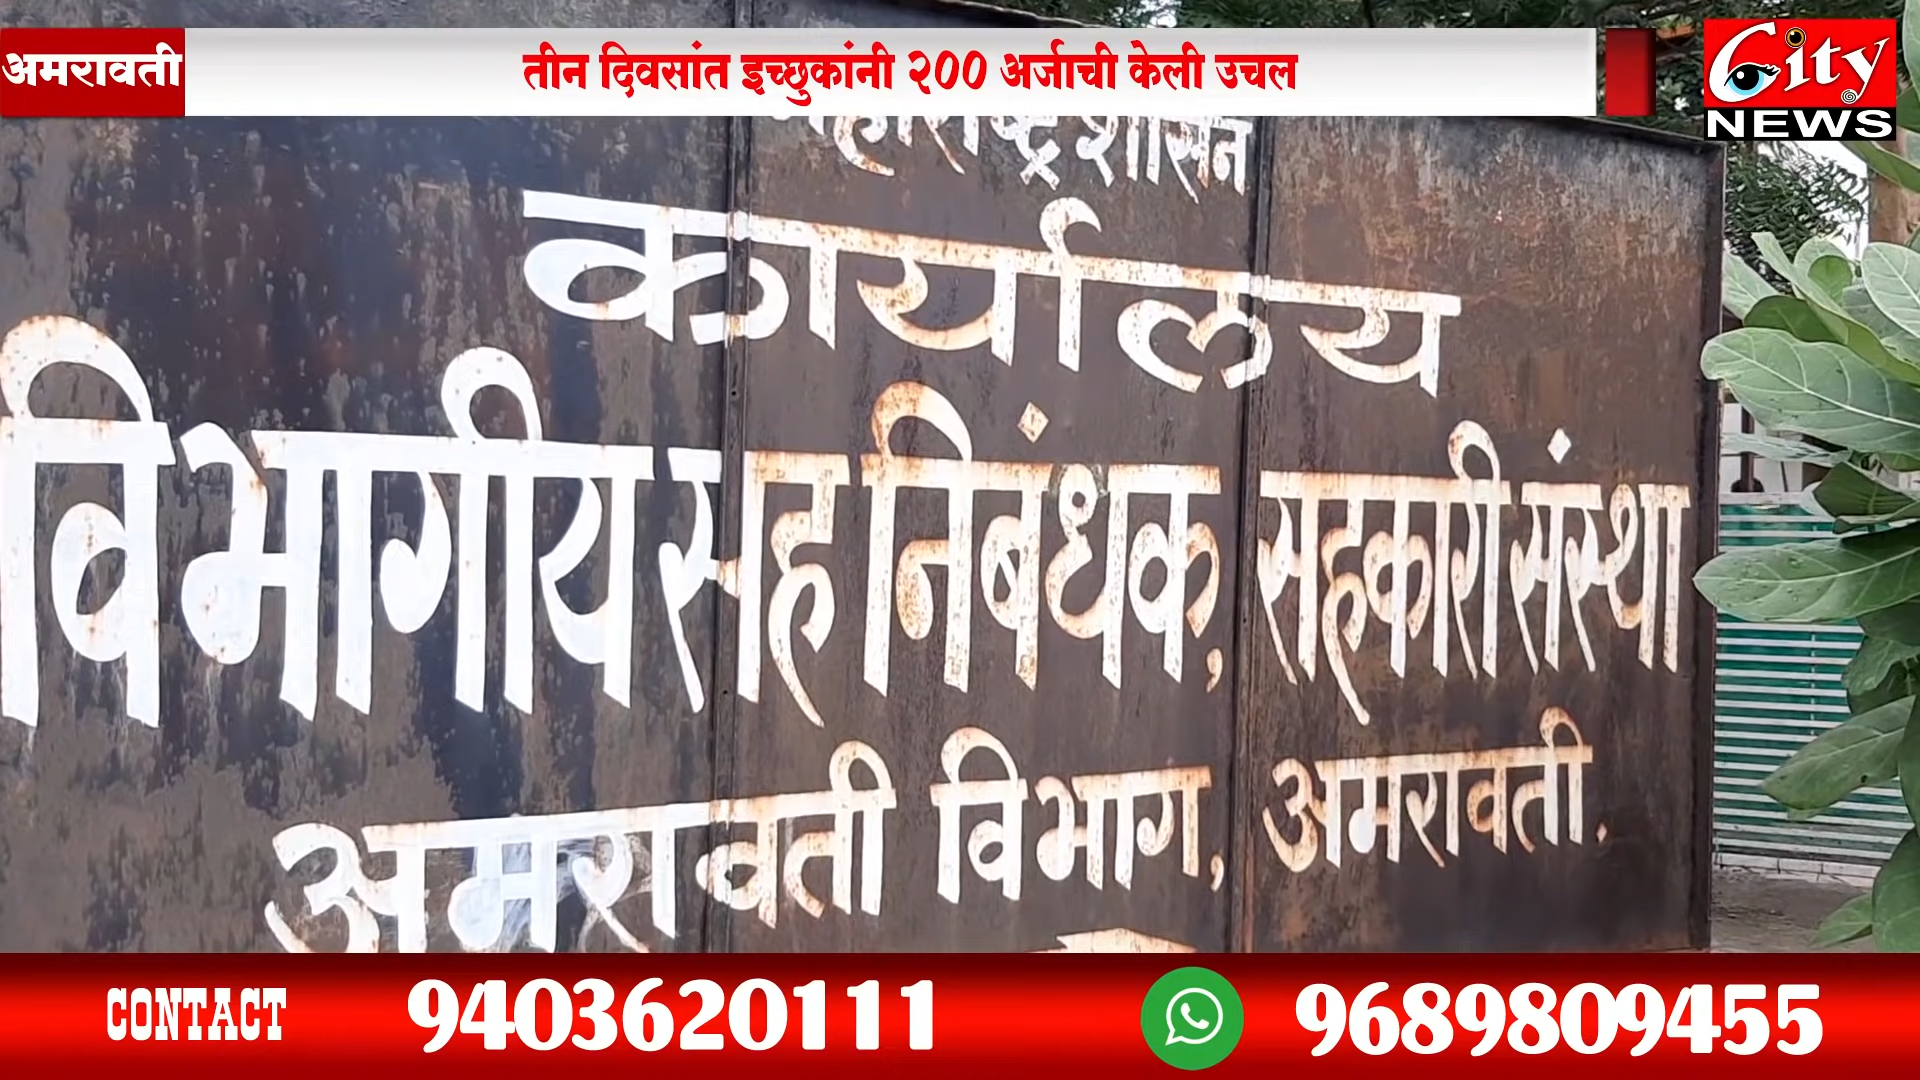 अमरावती
तीन दिवसांत इच्छुकांनी २०० अर्जाची केली उचल
City
NEWS
महाराष्ट्र शासन
कार्यालय
विभागीय सह निबंधक, सहकारी संस्था
अमरावती विभाग, अमरावती.
CONTACT 9403620111 9689809455